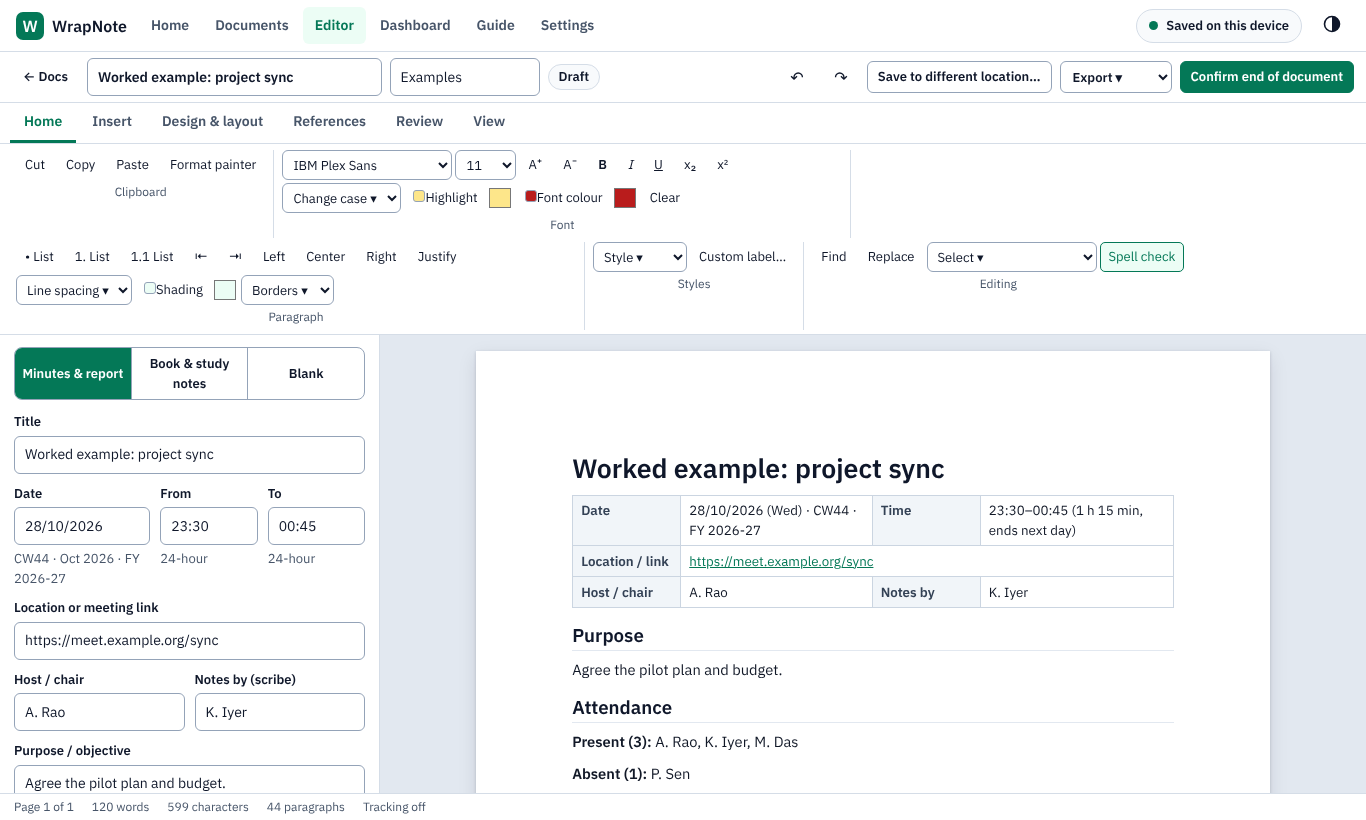 W WrapNote Home Documents Editor Dashboard Guide Settings Saved on this device
← Docs Worked example: project sync Examples Draft ↶ ↷ Save to different location... Export ▾ Confirm end of document
Home Insert Design & layout References Review View
Cut Copy Paste Format painter
Clipboard
IBM Plex Sans 11 A⁺ A⁻ B I U x₂ x²
Change case ▾ Highlight Font colour Clear
Font
• List 1. List 1.1 List ⇤ ⇥ Left Center Right Justify
Line spacing ▾ Shading Borders ▾
Paragraph
Style ▾ Custom label...
Styles
Find Replace Select ▾ Spell check
Editing
Minutes & report
Book & study
notes
Blank
Title
Worked example: project sync
Date From To
28/10/2026 23:30 00:45
CW44 · Oct 2026 · FY
2026-27
24-hour 24-hour
Location or meeting link
https://meet.example.org/sync
Host / chair Notes by (scribe)
A. Rao K. Iyer
Purpose / objective
Agree the pilot plan and budget.
Worked example: project sync
Date
28/10/2026 (Wed) · CW44 ·
FY 2026-27
Time
23:30–00:45 (1 h 15 min,
ends next day)
Location / link https://meet.example.org/sync
Host / chair A. Rao Notes by K. Iyer
Purpose
Agree the pilot plan and budget.
Attendance
Present (3): A. Rao, K. Iyer, M. Das
Absent (1): P. Sen
Page 1 of 1 120 words 599 characters 44 paragraphs Tracking off